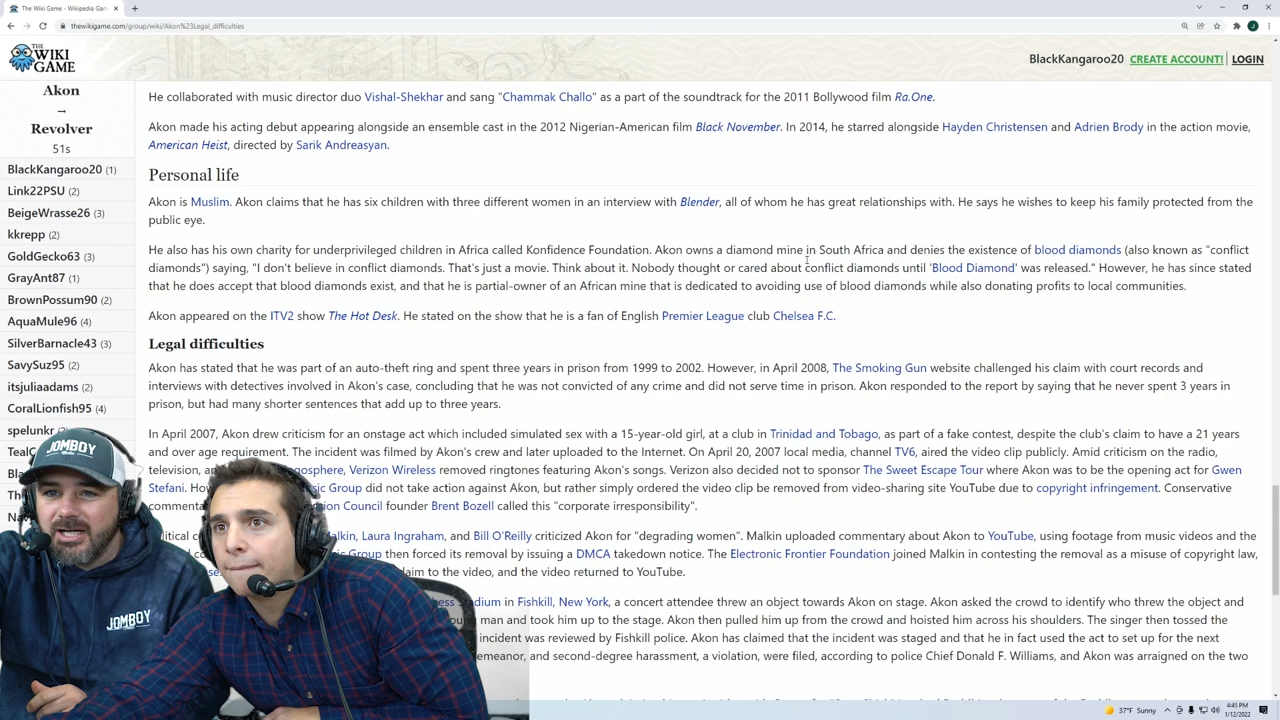 The Wiki Game - Wikipedia Gam
thewikigame.com/group/wiki/Akon%23Legal_difficulties
THE WIKI GAME
BlackKangaroo20 CREATE ACCOUNT! LOGIN
Akon
→
Revolver
51s
BlackKangaroo20 (1)
Link22PSU (2)
BeigeWrasse26 (3)
kkrepp (2)
GoldGecko63 (3)
GrayAnt87 (1)
BrownPossum90 (2)
AquaMule96 (4)
SilverBarnacle43 (3)
SavySuz95 (2)
itsjuliaadams (2)
CoralLionfish95 (4)
spelunkr
TealC
Th
Nav
He collaborated with music director duo Vishal-Shekhar and sang "Chammak Challo" as a part of the soundtrack for the 2011 Bollywood film Ra.One.
Akon made his acting debut appearing alongside an ensemble cast in the 2012 Nigerian-American film Black November. In 2014, he starred alongside Hayden Christensen and Adrien Brody in the action movie,
American Heist, directed by Sarik Andreasyan.
Personal life
Akon is Muslim. Akon claims that he has six children with three different women in an interview with Blender, all of whom he has great relationships with. He says he wishes to keep his family protected from the
public eye.
He also has his own charity for underprivileged children in Africa called Konfidence Foundation. Akon owns a diamond mine in South Africa and denies the existence of blood diamonds (also known as "conflict
diamonds") saying, "I don't believe in conflict diamonds. That's just a movie. Think about it. Nobody thought or cared about conflict diamonds until 'Blood Diamond' was released." However, he has since stated
that he does accept that blood diamonds exist, and that he is partial-owner of an African mine that is dedicated to avoiding use of blood diamonds while also donating profits to local communities.
Akon appeared on the ITV2 show The Hot Desk. He stated on the show that he is a fan of English Premier League club Chelsea F.C.
Legal difficulties
Akon has stated that he was part of an auto-theft ring and spent three years in prison from 1999 to 2002. However, in April 2008, The Smoking Gun website challenged his claim with court records and
interviews with detectives involved in Akon's case, concluding that he was not convicted of any crime and did not serve time in prison. Akon responded to the report by saying that he never spent 3 years in
prison, but had many shorter sentences that add up to three years.
In April 2007, Akon drew criticism for an onstage act which included simulated sex with a 15-year-old girl, at a club in Trinidad and Tobago, as part of a fake contest, despite the club's claim to have a 21 years
and over age requirement. The incident was filmed by Akon's crew and later uploaded to the Internet. On April 20, 2007 local media, channel TV6, aired the video clip publicly. Amid criticism on the radio,
television, an ogosphere, Verizon Wireless removed ringtones featuring Akon's songs. Verizon also decided not to sponsor The Sweet Escape Tour where Akon was to be the opening act for Gwen
Stefani. Ho sic Group did not take action against Akon, but rather simply ordered the video clip be removed from video-sharing site YouTube due to copyright infringement. Conservative
commenta ion Council founder Brent Bozell called this "corporate irresponsibility".
olitical c alkin, Laura Ingraham, and Bill O'Reilly criticized Akon for "degrading women". Malkin uploaded commentary about Akon to YouTube, using footage from music videos and the
ic Group then forced its removal by issuing a DMCA takedown notice. The Electronic Frontier Foundation joined Malkin in contesting the removal as a misuse of copyright law,
se. laim to the video, and the video returned to YouTube.
ess Stadium in Fishkill, New York, a concert attendee threw an object towards Akon on stage. Akon asked the crowd to identify who threw the object and
oung man and took him up to the stage. Akon then pulled him up from the crowd and hoisted him across his shoulders. The singer then tossed the
incident was reviewed by Fishkill police. Akon has claimed that the incident was staged and that he in fact used the act to set up for the next
emeanor, and second-degree harassment, a violation, were filed, according to police Chief Donald F. Williams, and Akon was arraigned on the two
JOMBOY
JOMBOY
37°F Sunny
4:45 PM
1/12/2022